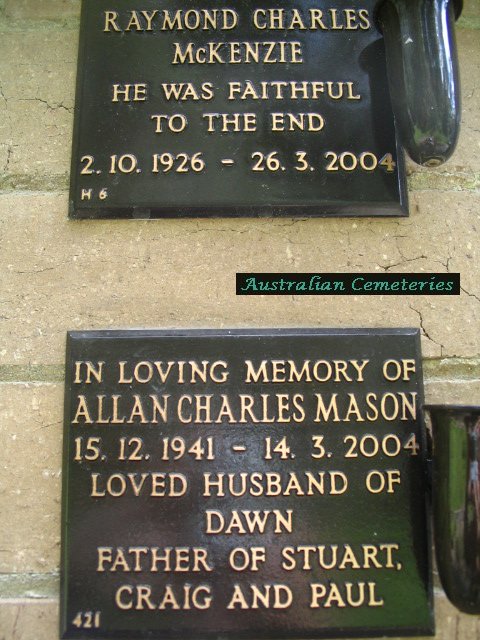 RAYMOND CHARLES
McKENZIE
HE WAS FAITHFUL
TO THE END
2. 10. 1926 - 26. 3. 2004
H 6
Australian Cemeteries
IN LOVING MEMORY OF
ALLAN CHARLES MASON
15. 12. 1941 - 14. 3. 2004
LOVED HUSBAND OF
DAWN
FATHER OF STUART,
CRAIG AND PAUL
421